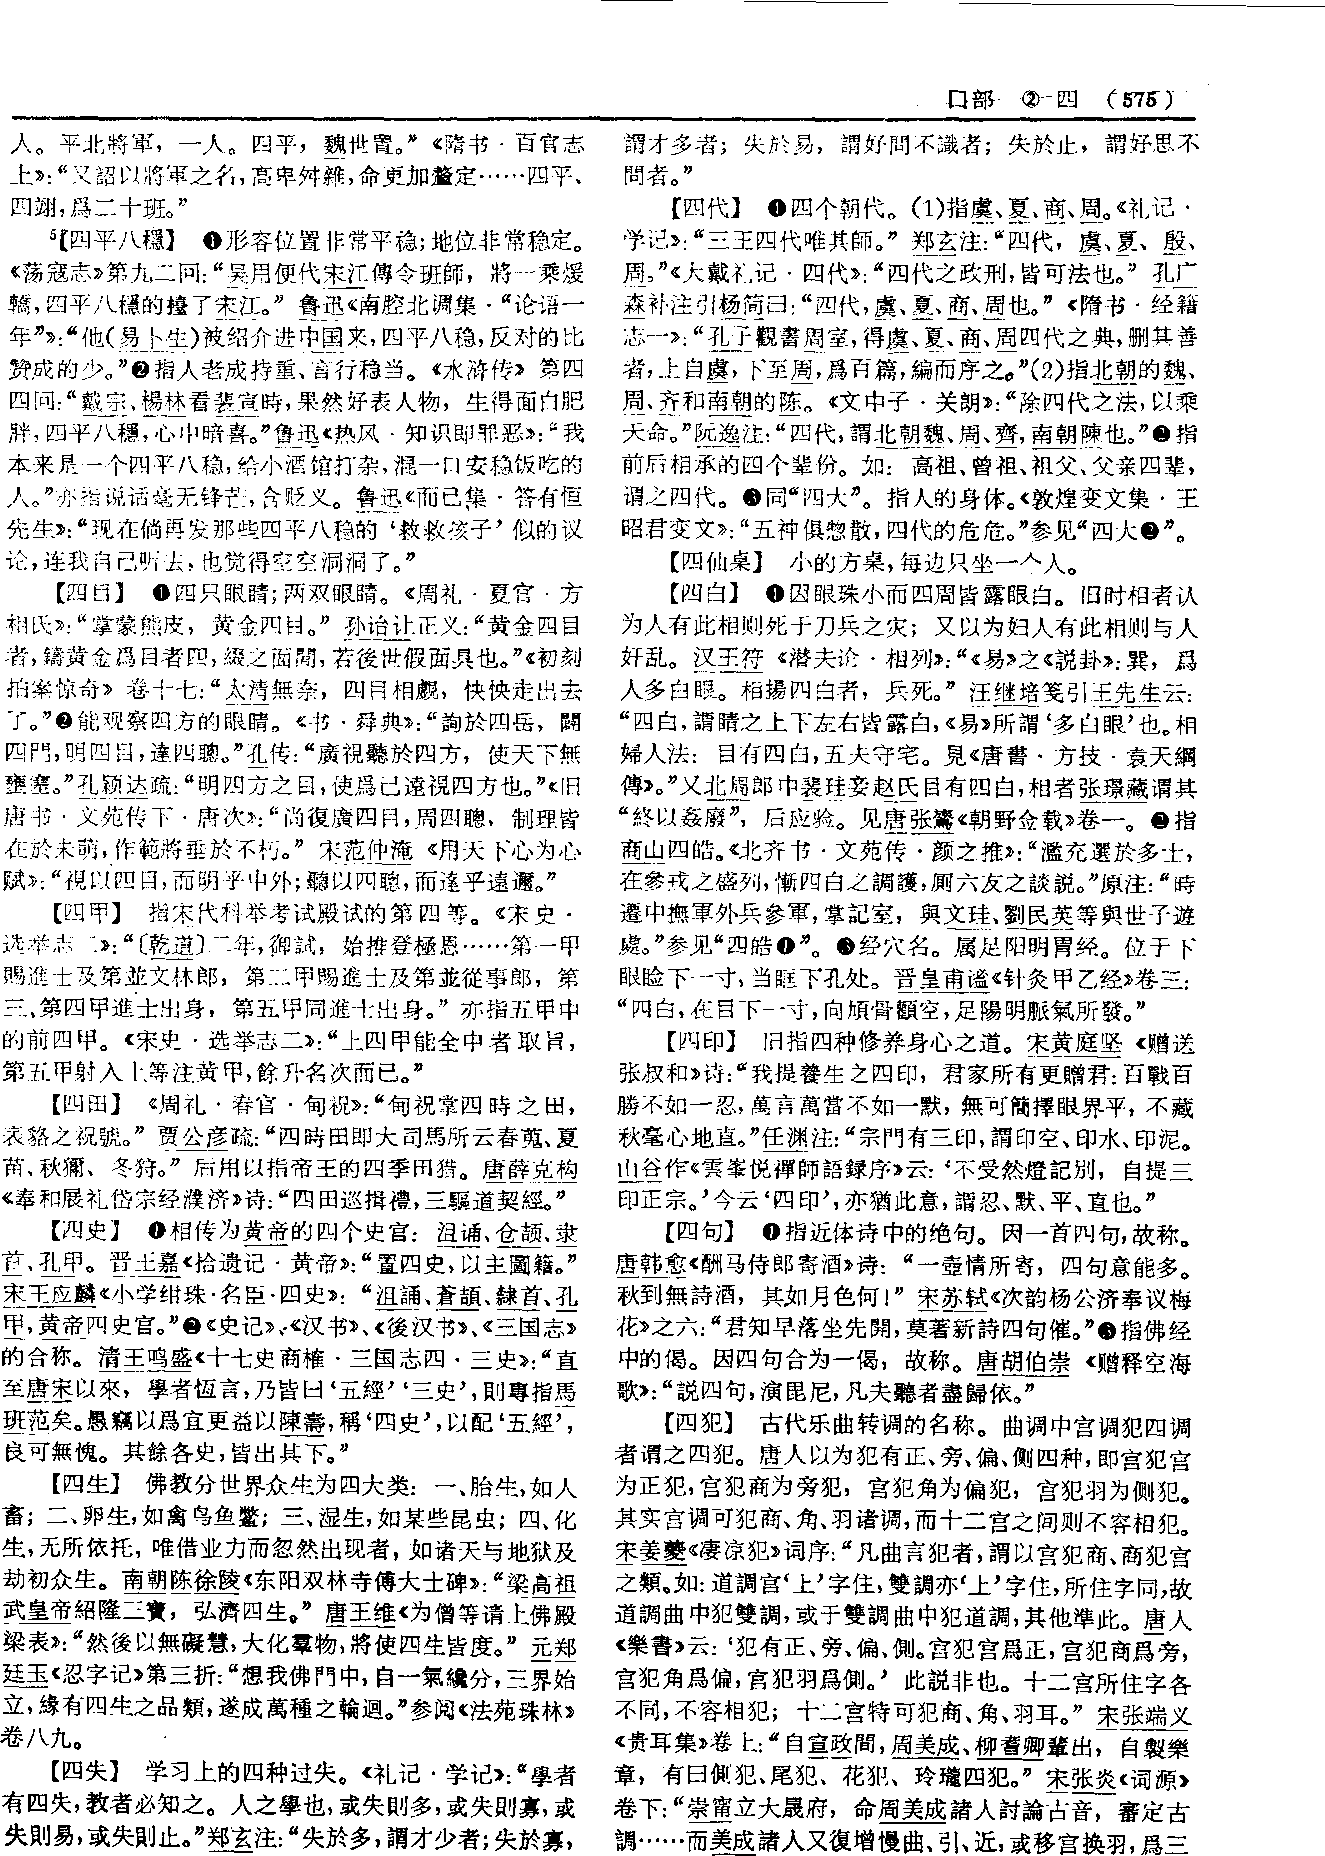 口部 ②四 （575）
人。平北將軍，一人。四平，魏世置。”《隋书·百官志
上》：“又詔以將軍之名，高卑舛雜，命更加釐定……四平、
四翊，爲二十班。”
⁵【四平八穩】 ❶形容位置非常平稳；地位非常稳定。
《荡寇志》第九二回：“吴用便代宋江傳令班師，將一乘煖
轎，四平八穩的擡了宋江。”鲁迅《南腔北调集·“论语一
年”》：“他（易卜生）被绍介进中国来，四平八稳，反对的比
赞成的少。”❷指人老成持重、言行稳当。《水浒传》第四
四回：“戴宗、楊林看裴宣時，果然好表人物，生得面白肥
胖，四平八穩，心中暗喜。”鲁迅《热风·知识即罪恶》：“我
本来是一个四平八稳，给小酒馆打杂，混一口安稳饭吃的
人。”亦指说话毫无锋芒，含贬义。鲁迅《而已集·答有恒
先生》：“现在倘再发那些四平八稳的‘救救孩子’似的议
论，连我自己听去，也觉得空空洞洞了。”
【四目】 ❶四只眼睛；两双眼睛。《周礼·夏官·方
相氏》：“掌蒙熊皮，黄金四目。”孙诒让正义：“黄金四目
者，鑄黄金爲目者四，綴之面間，若後世假面具也。”《初刻
拍案惊奇》卷十七：“太清無奈，四目相覷，怏怏走出去
了。”❷能观察四方的眼睛。《书·舜典》：“詢於四岳，闢
四門，明四目，達四聰。”孔传：“廣視聽於四方，使天下無
壅塞。”孔颖达疏：“明四方之目，使爲己遠視四方也。”《旧
唐书·文苑传下·唐次》：“尚復廣四目，周四聰，制理皆
在於未萌，作範將垂於不朽。”宋范仲淹《用天下心为心
赋》：“視以四目，而明乎中外；聽以四聰，而達乎遠邇。”
【四甲】 指宋代科举考试殿试的第四等。《宋史·
选举志二》：“〔乾道〕二年，御試，始推登極恩……第一甲
賜進士及第並文林郎，第二甲賜進士及第並從事郎，第
三、第四甲進士出身，第五甲同進士出身。”亦指五甲中
的前四甲。《宋史·选举志二》：“上四甲能全中者取旨，
第五甲射入上等注黄甲，餘升名次而已。”
【四田】 《周礼·春官·甸祝》：“甸祝掌四時之田，
表貉之祝號。”贾公彦疏：“四時田即大司馬所云春蒐、夏
苗、秋獮、冬狩。”后用以指帝王的四季田猎。唐薛克构
《奉和展礼岱宗经濮济》诗：“四田巡揖禮，三驅道契經。”
【四史】 ❶相传为黄帝的四个史官：沮诵、仓颉、隶
首、孔甲。晋王嘉《拾遗记·黄帝》：“置四史，以主圖籍。”
宋王应麟《小学绀珠·名臣·四史》：“沮誦、蒼頡、隸首、孔
甲，黄帝四史官。”❷《史记》、《汉书》、《後汉书》、《三国志》
的合称。清王鸣盛《十七史商榷·三国志四·三史》：“直
至唐宋以來，學者恆言，乃皆曰‘五經’‘三史’，則專指馬
班范矣。愚竊以爲宜更益以陳壽，稱‘四史’，以配‘五經’，
良可無愧。其餘各史，皆出其下。”
【四生】 佛教分世界众生为四大类：一、胎生，如人
畜；二、卵生，如禽鸟鱼鳖；三、湿生，如某些昆虫；四、化
生，无所依托，唯借业力而忽然出现者，如诸天与地狱及
劫初众生。南朝陈徐陵《东阳双林寺傅大士碑》：“梁高祖
武皇帝紹隆三寶，弘濟四生。”唐王维《为僧等请上佛殿
梁表》：“然後以無礙慧，大化羣物，將使四生皆度。”元郑
廷玉《忍字记》第三折：“想我佛門中，自一氣纔分，三界始
立，緣有四生之品類，遂成萬種之輪迴。”参阅《法苑珠林》
卷八九。
【四失】 学习上的四种过失。《礼记·学记》：“學者
有四失，教者必知之。人之學也，或失則多，或失則寡，或
失則易，或失則止。”郑玄注：“失於多，謂才少者；失於寡，
謂才多者；失於易，謂好問不識者；失於止，謂好思不
問者。”
【四代】 ❶四个朝代。（1）指虞、夏、商、周。《礼记·
学记》：“三王四代唯其師。”郑玄注：“四代，虞、夏、殷、
周。”《大戴礼记·四代》：“四代之政刑，皆可法也。”孔广
森补注引杨简曰：“四代，虞、夏、商、周也。”《隋书·经籍
志一》：“孔子觀書周室，得虞、夏、商、周四代之典，删其善
者，上自虞，下至周，爲百篇，編而序之。”（2）指北朝的魏、
周、齐和南朝的陈。《文中子·关朗》：“除四代之法，以乘
天命。”阮逸注：“四代，謂北朝魏、周、齊，南朝陳也。”❷指
前后相承的四个辈份。如：高祖、曾祖、祖父、父亲四辈，
谓之四代。❸同“四大”。指人的身体。《敦煌变文集·王
昭君变文》：“五神俱惣散，四代的危危。”参见“四大❷”。
【四仙桌】 小的方桌，每边只坐一个人。
【四白】 ❶因眼珠小而四周皆露眼白。旧时相者认
为人有此相则死于刀兵之灾；又以为妇人有此相则与人
奸乱。汉王符《潜夫论·相列》：“《易》之《説卦》：巽，爲
人多白眼。相揚四白者，兵死。”汪继培笺引王先生云：
“四白，謂睛之上下左右皆露白，《易》所謂‘多白眼’也。相
婦人法：目有四白，五夫守宅。見《唐書·方技·袁天綱
傳》。”又北周郎中裴珪妾赵氏目有四白，相者张璟藏谓其
“終以姦廢”，后应验。见唐张鷟《朝野佥载》卷一。❷指
商山四皓。《北齐书·文苑传·颜之推》：“濫充選於多士，
在參戎之盛列，慚四白之調護，厠六友之談説。”原注：“時
遷中撫軍外兵參軍，掌記室，與文珪、劉民英等與世子遊
處。”参见“四皓❶”。❸经穴名。属足阳明胃经。位于下
眼睑下一寸，当眶下孔处。晋皇甫谧《针灸甲乙经》卷三：
“四白，在目下一寸，向頄骨顴空，足陽明脈氣所發。”
【四印】 旧指四种修养身心之道。宋黄庭坚《赠送
张叔和》诗：“我提養生之四印，君家所有更贈君：百戰百
勝不如一忍，萬言萬當不如一默，無可簡擇眼界平，不藏
秋毫心地直。”任渊注：“宗門有三印，謂印空、印水、印泥。
山谷作《雲峯悦禪師語録序》云：‘不受然燈記别，自提三
印正宗。’今云‘四印’，亦猶此意，謂忍、默、平、直也。”
【四句】 ❶指近体诗中的绝句。因一首四句，故称。
唐韩愈《酬马侍郎寄酒》诗：“一壺情所寄，四句意能多。
秋到無詩酒，其如月色何！”宋苏轼《次韵杨公济奉议梅
花》之六：“君知早落坐先開，莫著新詩四句催。”❸指佛经
中的偈。因四句合为一偈，故称。唐胡伯崇《赠释空海
歌》：“説四句，演毘尼，凡夫聽者盡歸依。”
【四犯】 古代乐曲转调的名称。曲调中宫调犯四调
者谓之四犯。唐人以为犯有正、旁、偏、侧四种，即宫犯宫
为正犯，宫犯商为旁犯，宫犯角为偏犯，宫犯羽为侧犯。
其实宫调可犯商、角、羽诸调，而十二宫之间则不容相犯。
宋姜夔《凄凉犯》词序：“凡曲言犯者，謂以宫犯商、商犯宫
之類。如：道調宫‘上’字住，雙調亦‘上’字住，所住字同，故
道調曲中犯雙調，或于雙調曲中犯道調，其他準此。唐人
《樂書》云：‘犯有正、旁、偏、側。宫犯宫爲正，宫犯商爲旁，
宫犯角爲偏，宫犯羽爲側。’此説非也。十二宫所住字各
不同，不容相犯；十二宫特可犯商、角、羽耳。”宋张端义
《贵耳集》卷上：“自宣政間，周美成、柳耆卿輩出，自製樂
章，有曰側犯、尾犯、花犯、玲瓏四犯。”宋张炎《词源》
卷下：“崇甯立大晟府，命周美成諸人討論古音，審定古
調……而美成諸人又復增慢曲、引、近，或移宫换羽，爲三